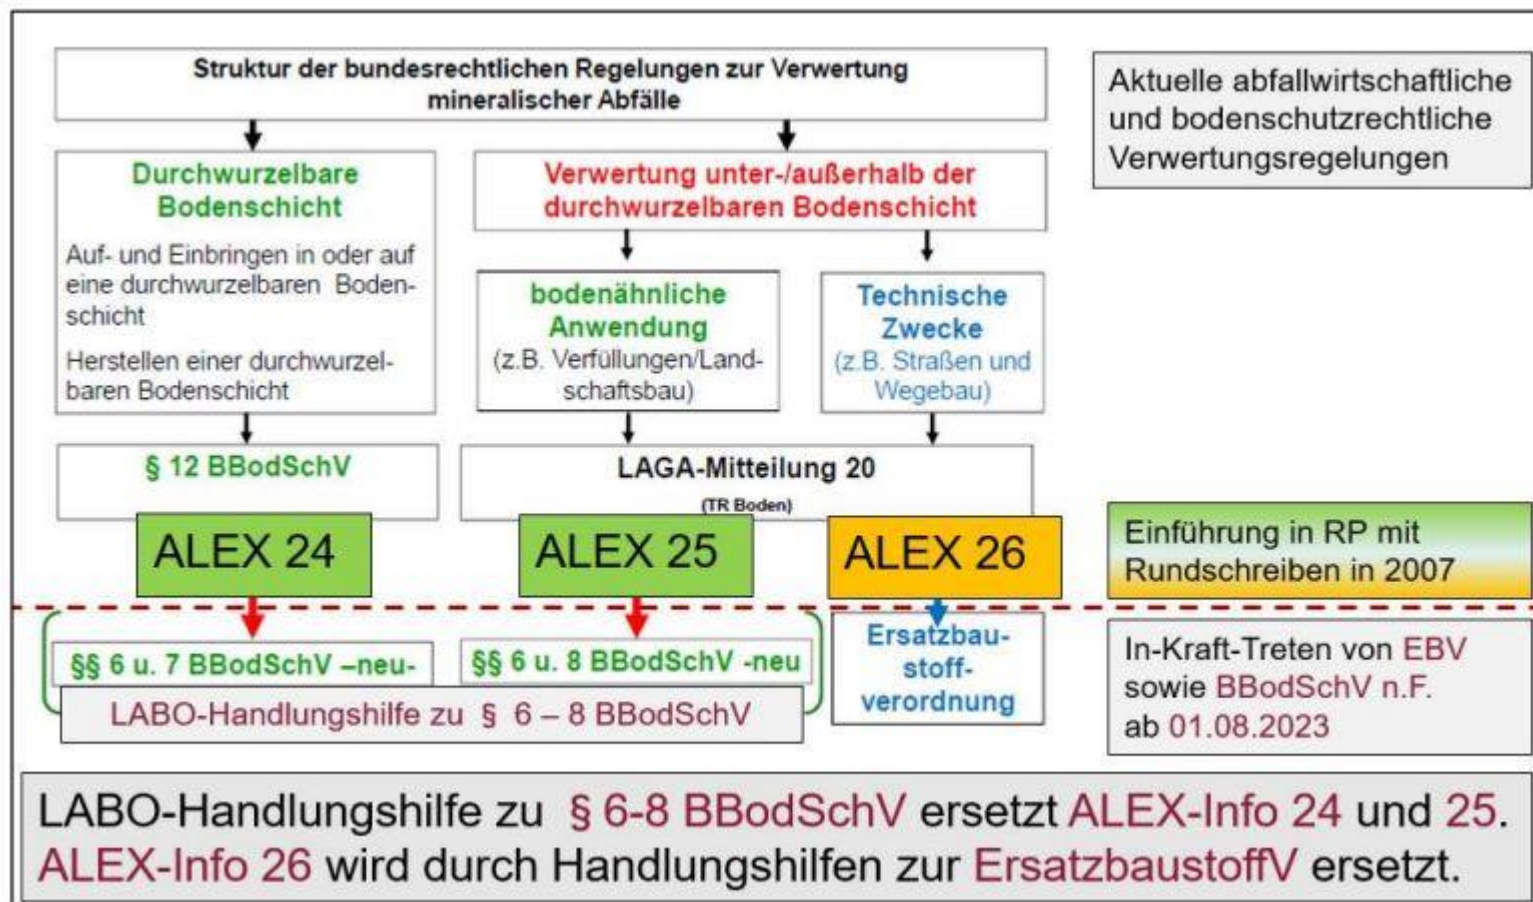 Struktur der bundesrechtlichen Regelungen zur Verwertung
mineralischer Abfälle
Aktuelle abfallwirtschaftliche
und bodenschutzrechtliche
Verwertungsregelungen
Durchwurzelbare
Bodenschicht
Auf- und Einbringen in oder auf
eine durchwurzelbaren Boden-
schicht
Herstellen einer durchwurzel-
baren Bodenschicht
Verwertung unter-/außerhalb der
durchwurzelbaren Bodenschicht
bodenähnliche
Anwendung
(z.B. Verfüllungen/Land-
schaftsbau)
Technische
Zwecke
(z.B. Straßen und
Wegebau)
§ 12 BBodSchV
LAGA-Mitteilung 20
(TR Boden)
ALEX 24
ALEX 25
ALEX 26
Einführung in RP mit
Rundschreiben in 2007
§§ 6 u. 7 BBodSchV –neu-
§§ 6 u. 8 BBodSchV -neu
LABO-Handlungshilfe zu § 6 – 8 BBodSchV
Ersatzbau-
stoff-
verordnung
In-Kraft-Treten von EBV
sowie BBodSchV n.F.
ab 01.08.2023
LABO-Handlungshilfe zu § 6-8 BBodSchV ersetzt ALEX-Info 24 und 25.
ALEX-Info 26 wird durch Handlungshilfen zur ErsatzbaustoffV ersetzt.